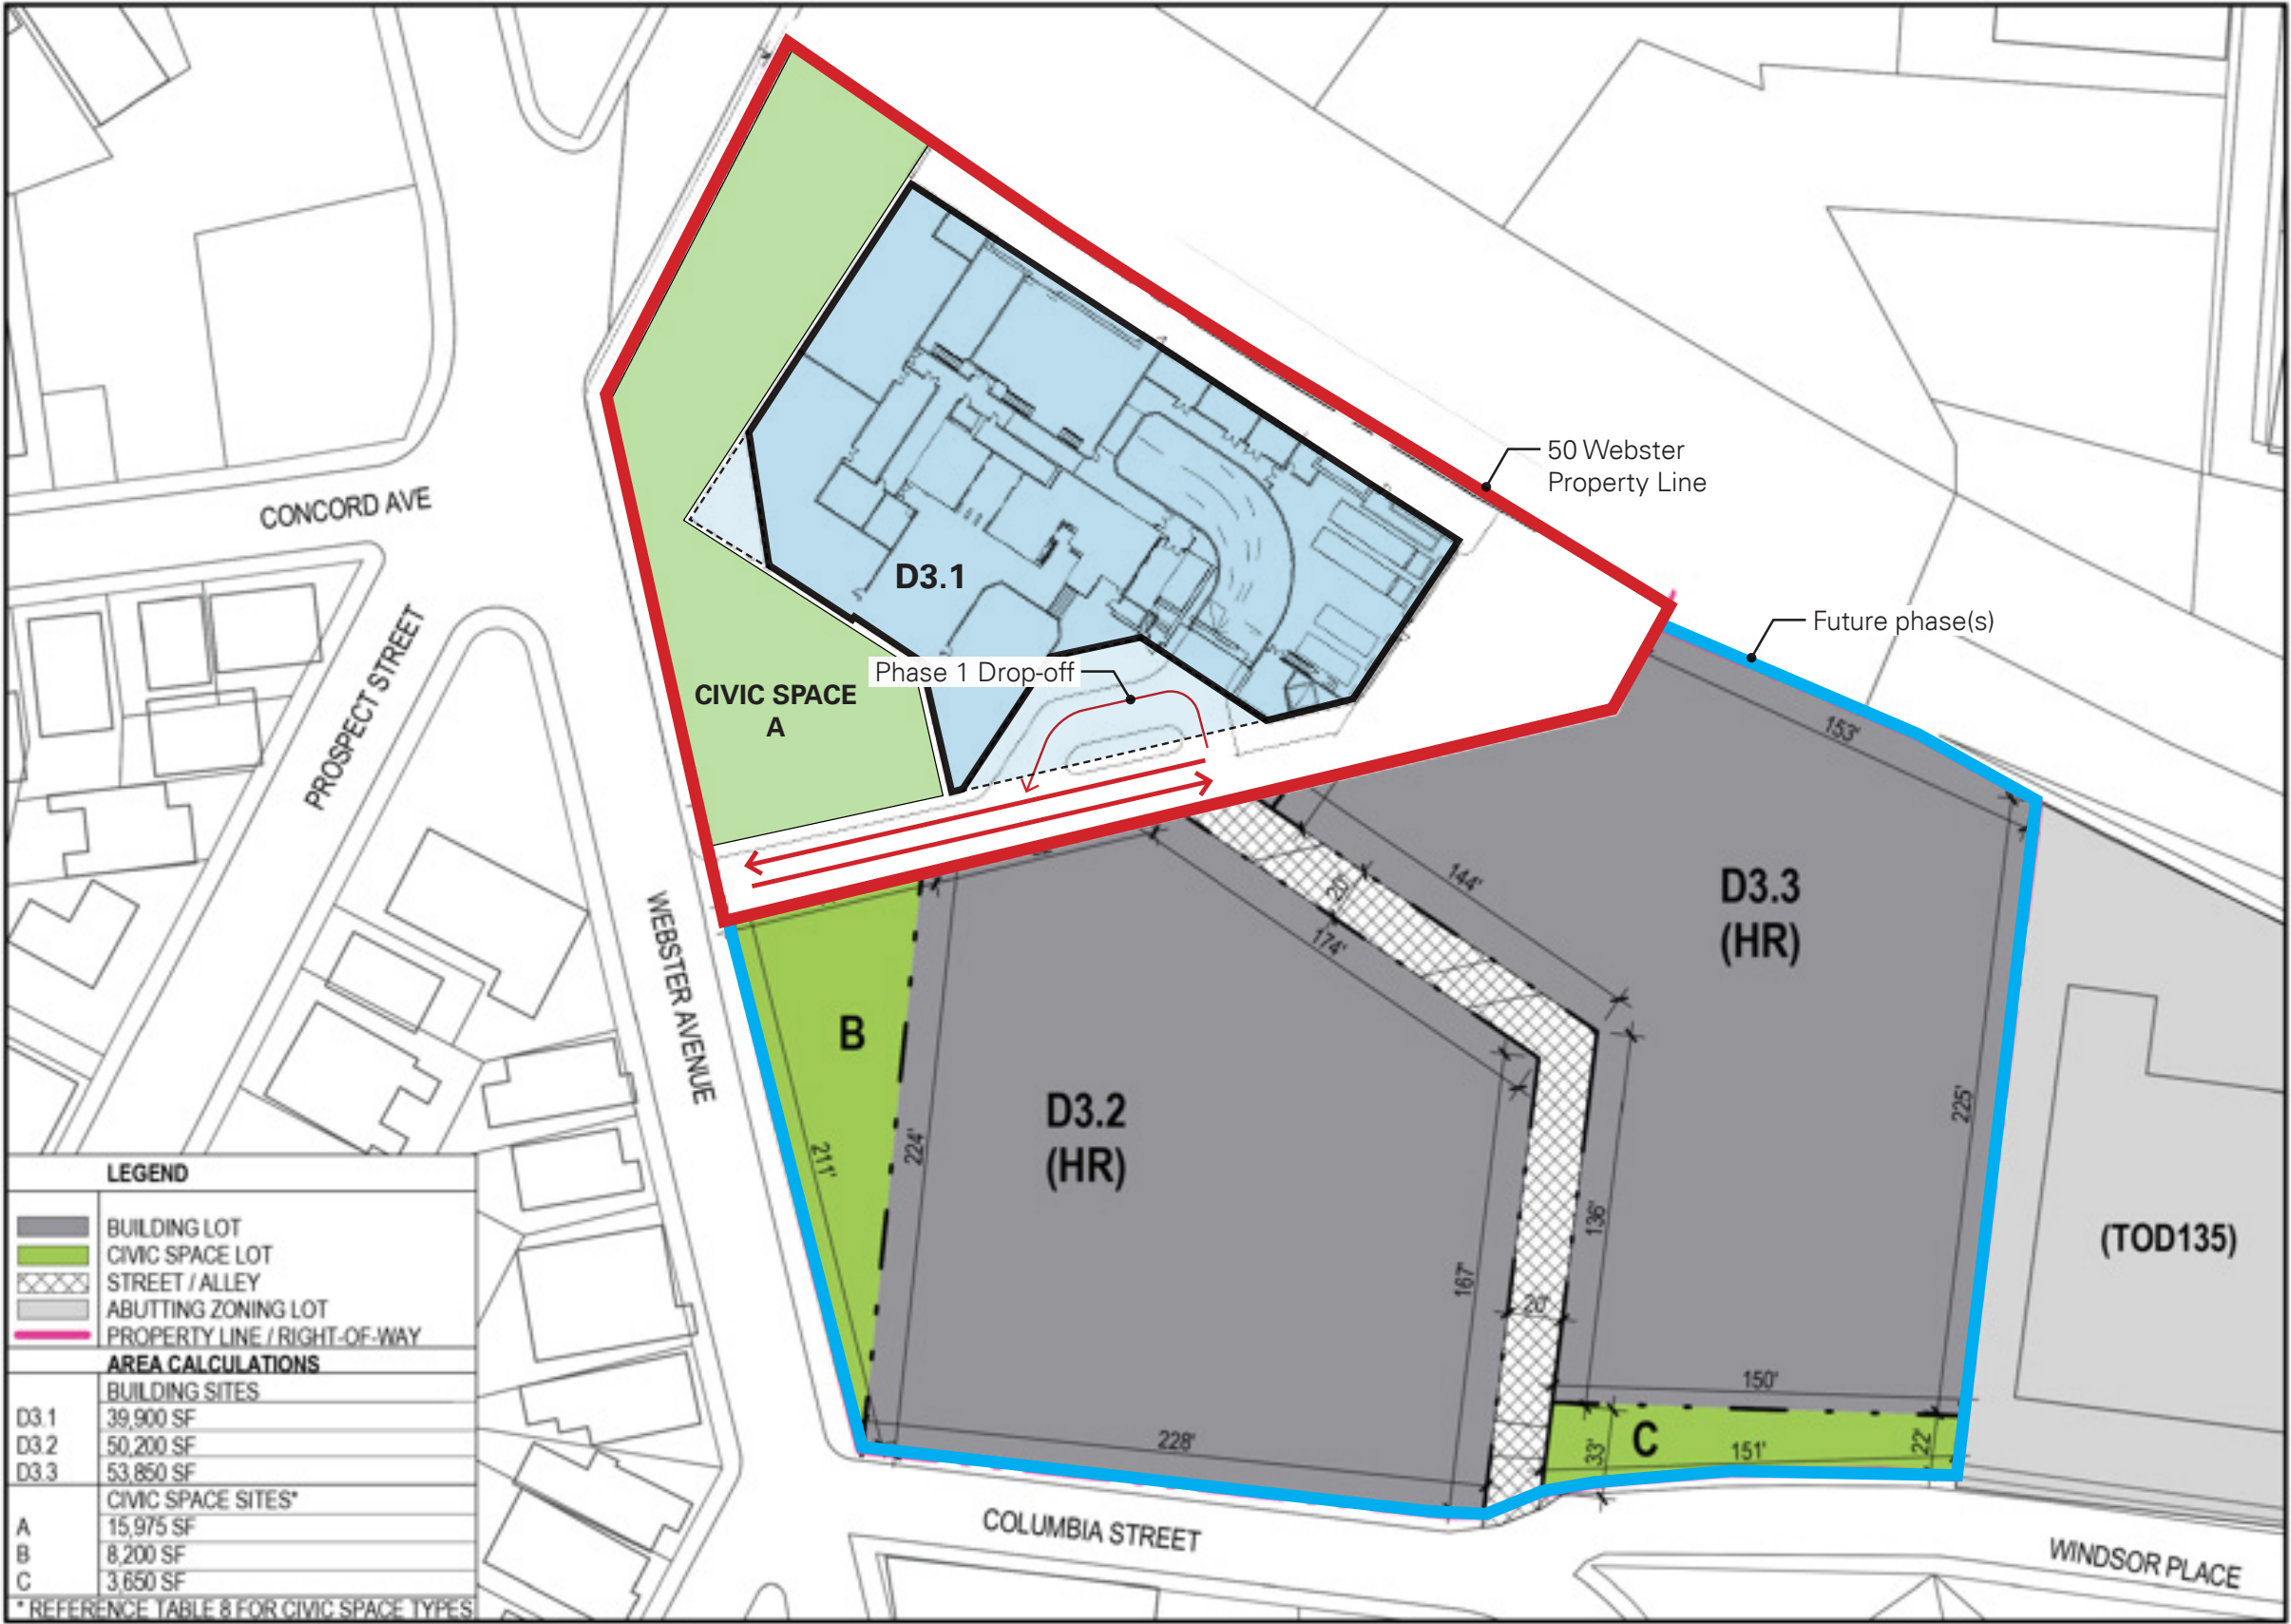 50 Webster
Property Line
CONCORD AVE
D3.1
Future phase(s)
Phase 1 Drop-off
CIVIC SPACE
A
PROSPECT STREET
153'
D3.3
(HR)
144'
20'
174'
WEBSTER AVENUE
B
D3.2
(HR)
225'
211'
224'
136'
(TOD135)
167'
20'
150'
C
33'
151'
22'
228'
COLUMBIA STREET
WINDSOR PLACE
LEGEND
BUILDING LOT
CIVIC SPACE LOT
STREET / ALLEY
ABUTTING ZONING LOT
PROPERTY LINE / RIGHT-OF-WAY
AREA CALCULATIONS
BUILDING SITES
D3.1 39,900 SF
D3.2 50,200 SF
D3.3 53,850 SF
CIVIC SPACE SITES*
A 15,975 SF
B 8,200 SF
C 3,650 SF
* REFERENCE TABLE 8 FOR CIVIC SPACE TYPES